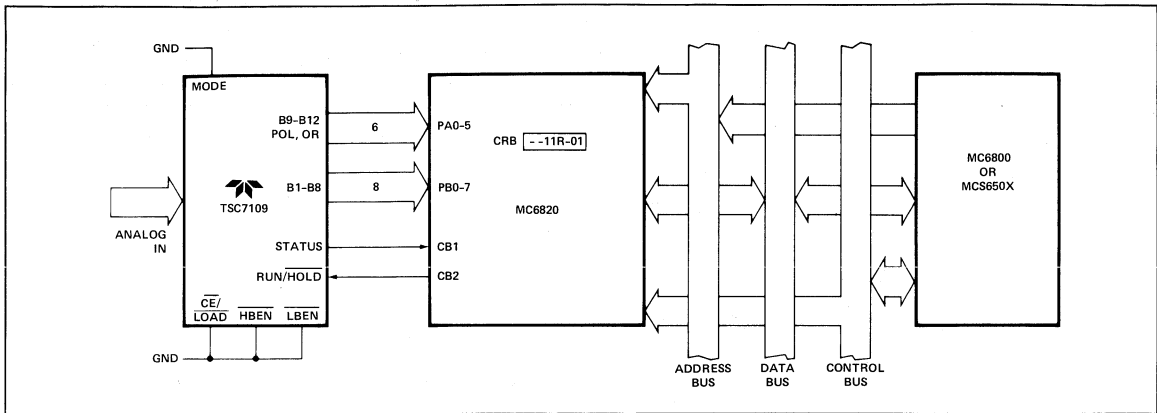 GND
MODE
B9–B12
POL, OR
6
PA0-5
CRB - -11R-01
MC6800
OR
MCS650X
B1–B8
8
PB0-7
MC6820
TSC7109
ANALOG
IN
STATUS
CB1
RUN/HOLD
CB2
CE/
LOAD
HBEN
LBEN
GND
ADDRESS
BUS
DATA
BUS
CONTROL
BUS